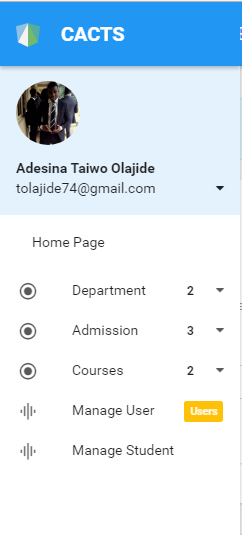 CACTS
Adesina Taiwo Olajide
tolajide74@gmail.com
Home Page
Department 2
Admission 3
Courses 2
Manage User Users
Manage Student